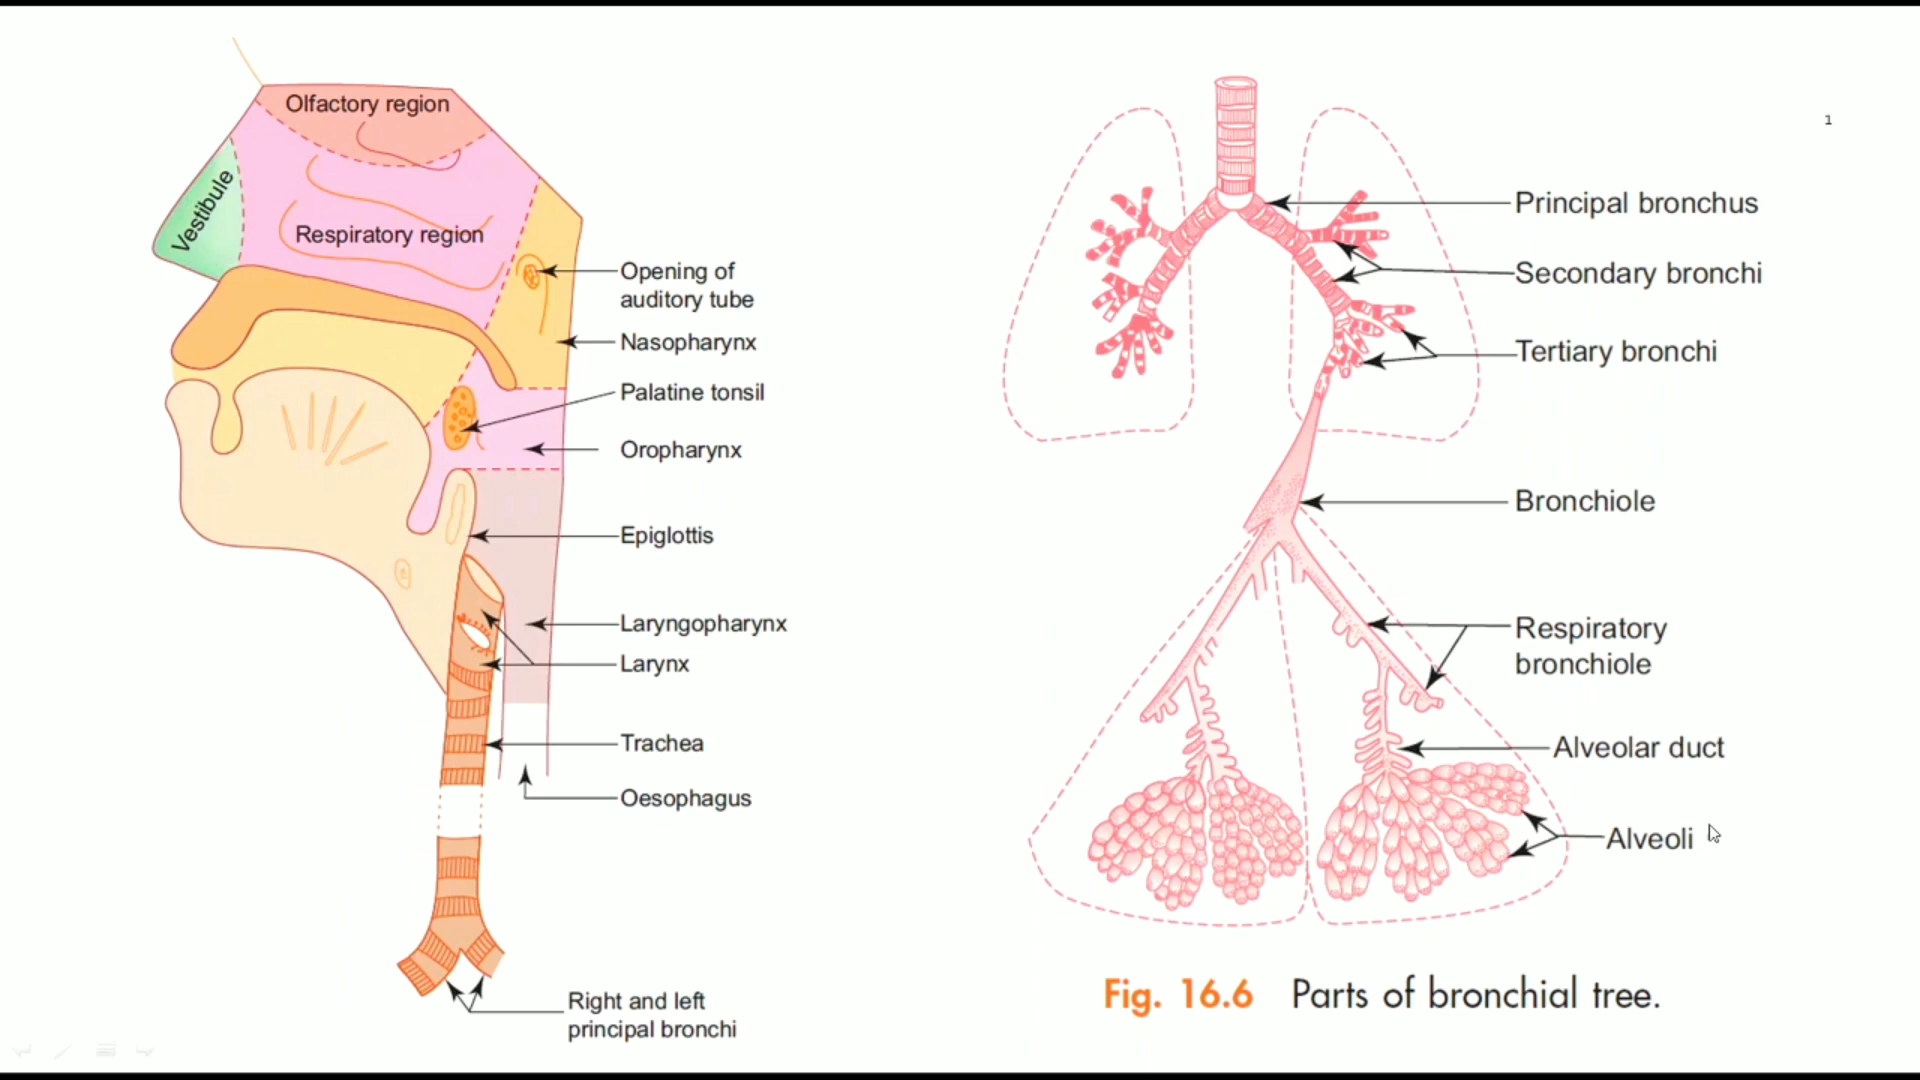 Olfactory region
Vestibule
Respiratory region
Opening of
auditory tube
Nasopharynx
Palatine tonsil
Oropharynx
Epiglottis
Laryngopharynx
Larynx
Trachea
Oesophagus
Right and left
principal bronchi
1
Principal bronchus
Secondary bronchi
Tertiary bronchi
Bronchiole
Respiratory
bronchiole
Alveolar duct
Alveoli
Fig. 16.6 Parts of bronchial tree.